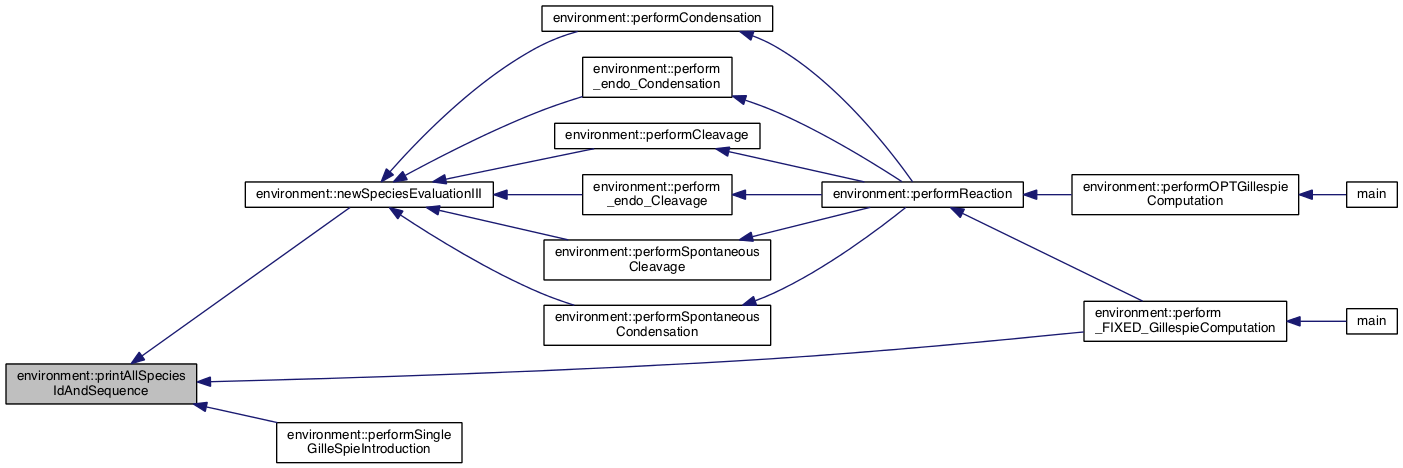 environment::performCondensation
environment::perform
_endo_Condensation
environment::performCleavage
environment::newSpeciesEvaluationIII
environment::perform
_endo_Cleavage
environment::performReaction
environment::performOPTGillespie
Computation
main
environment::performSpontaneous
Cleavage
environment::performSpontaneous
Condensation
environment::perform
_FIXED_GillespieComputation
main
environment::printAllSpecies
IdAndSequence
environment::performSingle
GilleSpieIntroduction